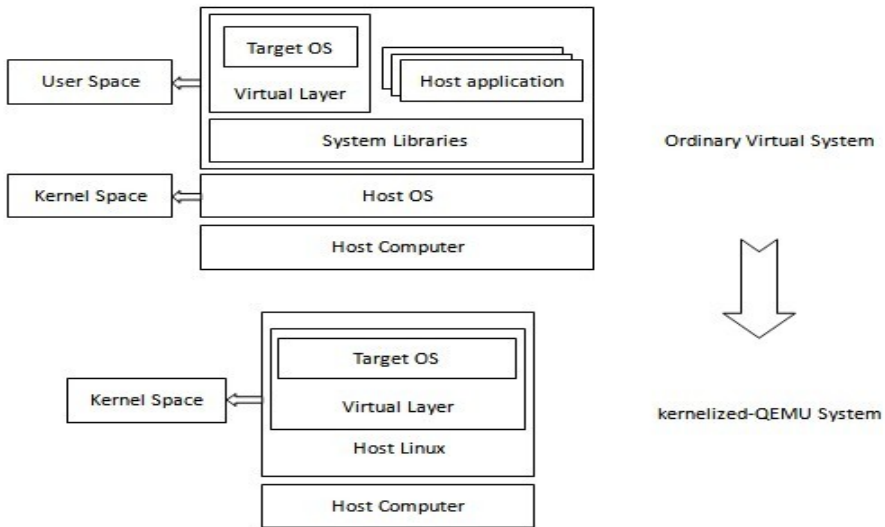 Target OS
User Space
Virtual Layer
Host application
System Libraries
Ordinary Virtual System
Kernel Space
Host OS
Host Computer
Target OS
Kernel Space
Virtual Layer
kernelized-QEMU System
Host Linux
Host Computer